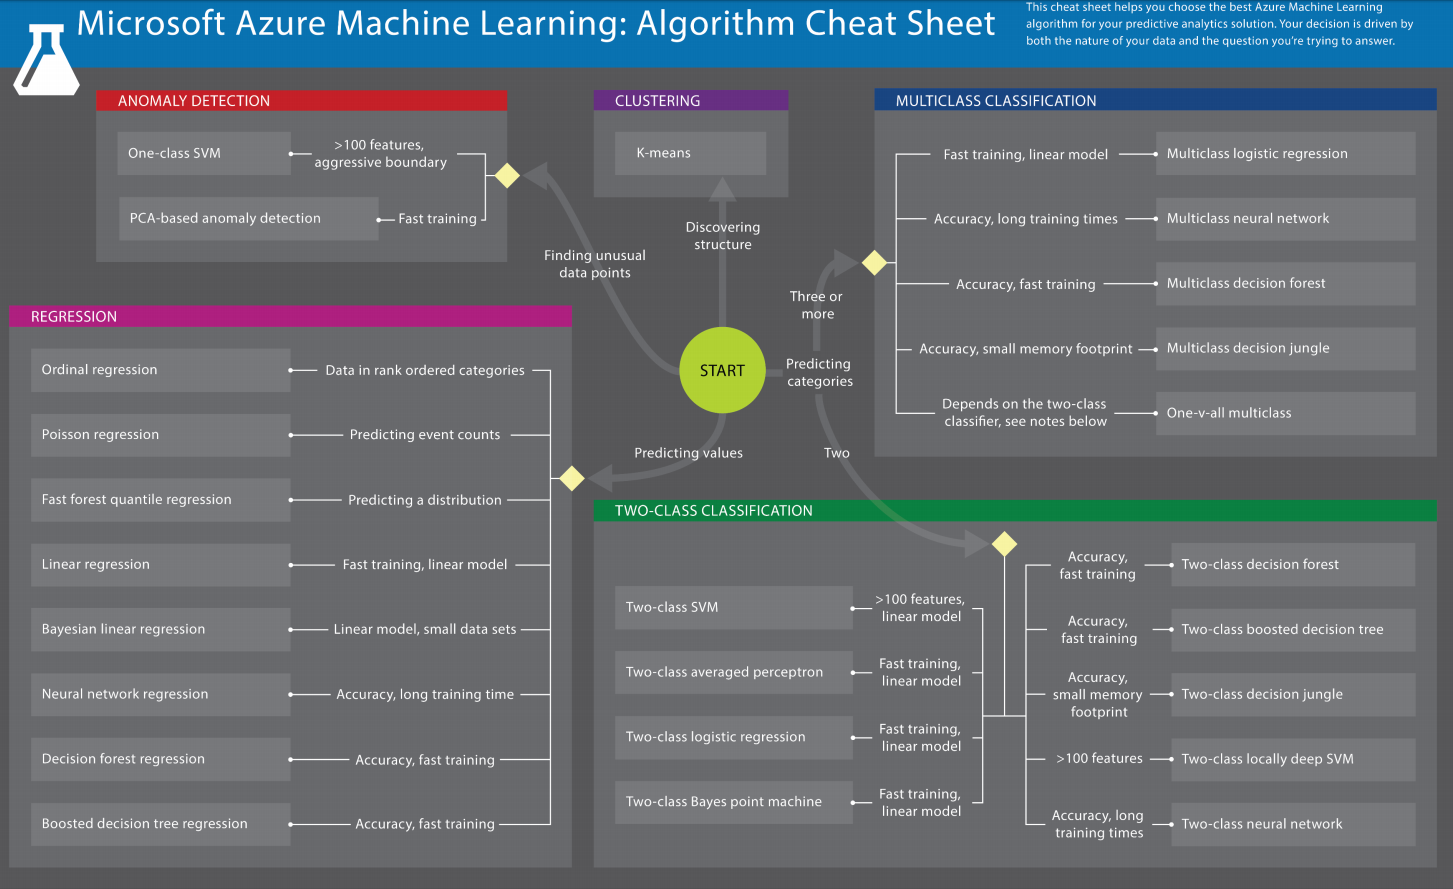 Microsoft Azure Machine Learning: Algorithm Cheat Sheet
This cheat sheet helps you choose the best Azure Machine Learning
algorithm for your predictive analytics solution. Your decision is driven by
both the nature of your data and the question you're trying to answer.
ANOMALY DETECTION
One-class SVM
>100 features,
aggressive boundary
PCA-based anomaly detection
Fast training
CLUSTERING
K-means
MULTICLASS CLASSIFICATION
Fast training, linear model
Multiclass logistic regression
Accuracy, long training times
Multiclass neural network
Accuracy, fast training
Multiclass decision forest
Accuracy, small memory footprint
Multiclass decision jungle
Depends on the two-class
classifier, see notes below
One-v-all multiclass
Finding unusual
data points
Discovering
structure
Three or
more
START
Predicting
categories
Predicting values
Two
REGRESSION
Ordinal regression
Data in rank ordered categories
Poisson regression
Predicting event counts
Fast forest quantile regression
Predicting a distribution
Linear regression
Fast training, linear model
Bayesian linear regression
Linear model, small data sets
Neural network regression
Accuracy, long training time
Decision forest regression
Accuracy, fast training
Boosted decision tree regression
Accuracy, fast training
TWO-CLASS CLASSIFICATION
Two-class SVM
>100 features,
linear model
Two-class averaged perceptron
Fast training,
linear model
Two-class logistic regression
Fast training,
linear model
Two-class Bayes point machine
Fast training,
linear model
Accuracy,
fast training
Two-class decision forest
Accuracy,
fast training
Two-class boosted decision tree
Accuracy,
small memory
footprint
Two-class decision jungle
>100 features
Two-class locally deep SVM
Accuracy, long
training times
Two-class neural network